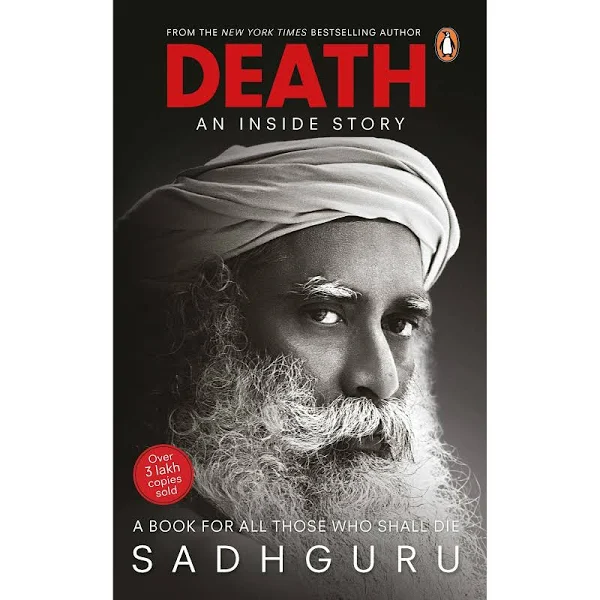 FROM THE NEW YORK TIMES BESTSELLING AUTHOR
DEATH
AN INSIDE STORY
Over
3 lakh
copies
sold
A BOOK FOR ALL THOSE WHO SHALL DIE
SADHGURU